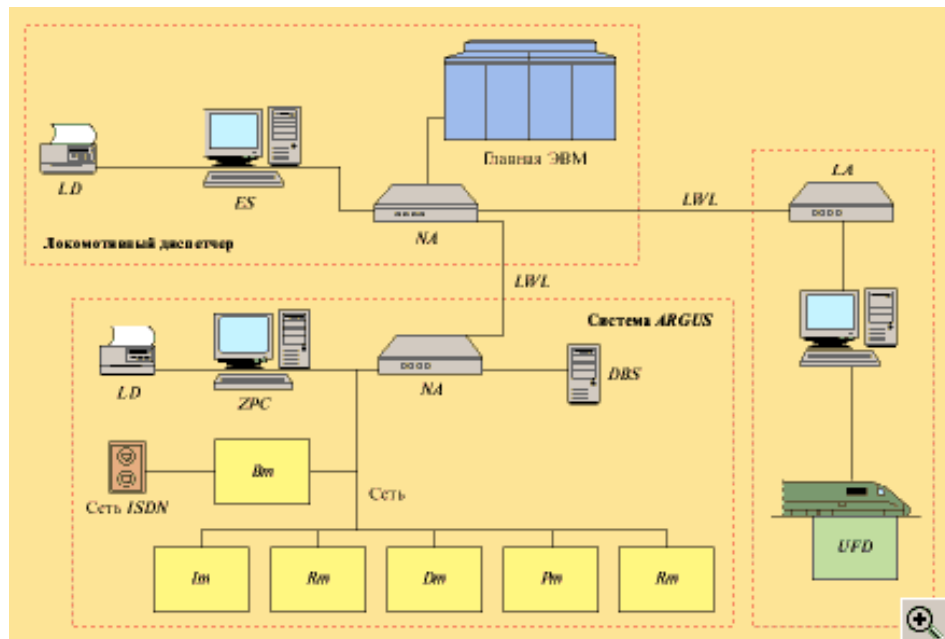 Главная ЭВМ
LD
ES
NA
LWL
LA
Локомотивный диспетчер
LWL
Система ARGUS
LD
ZPC
NA
DBS
Вт
Сеть ISDN
Сеть
Im
Rm
Dm
Pm
Rm
UFD